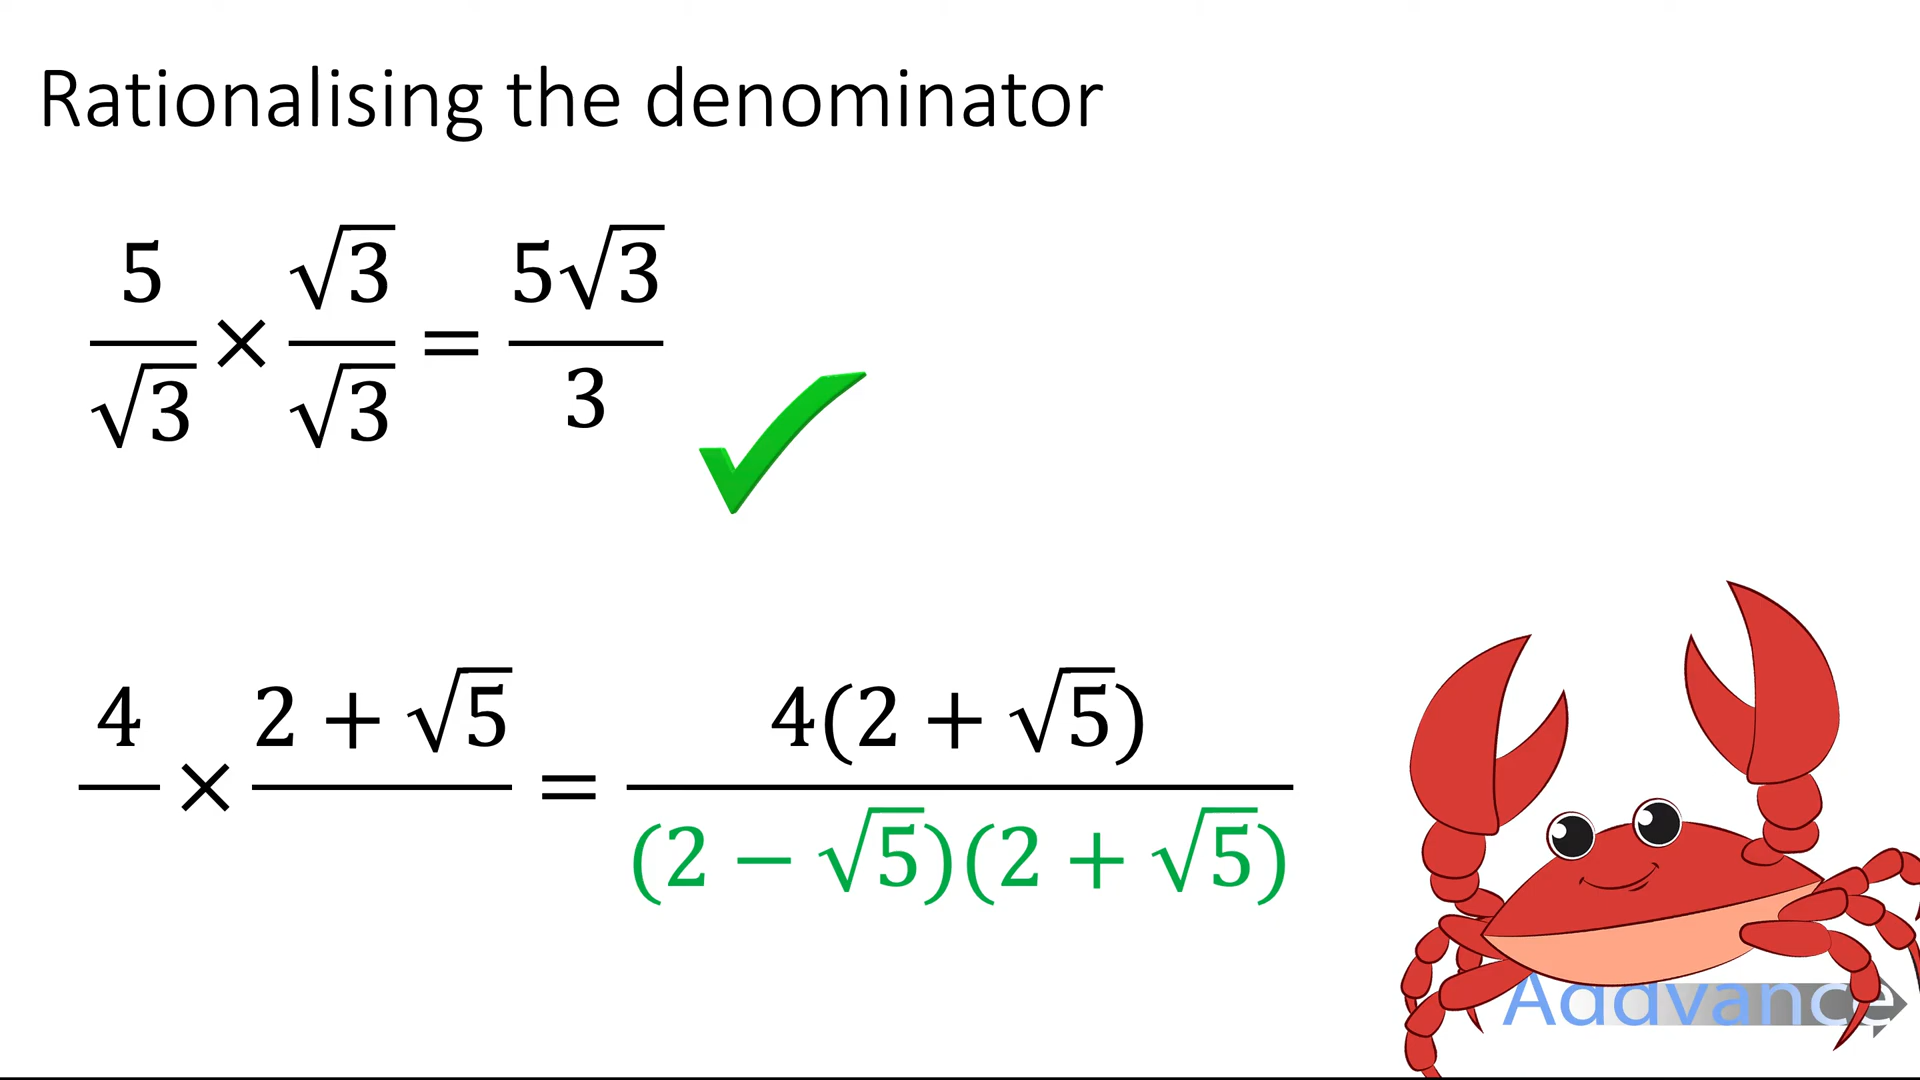 Rationalising the denominator
5/√3 × √3/√3 = 5√3/3
4/ × 2 + √5/ = 4(2 + √5)/(2 − √5)(2 + √5)
Addvance